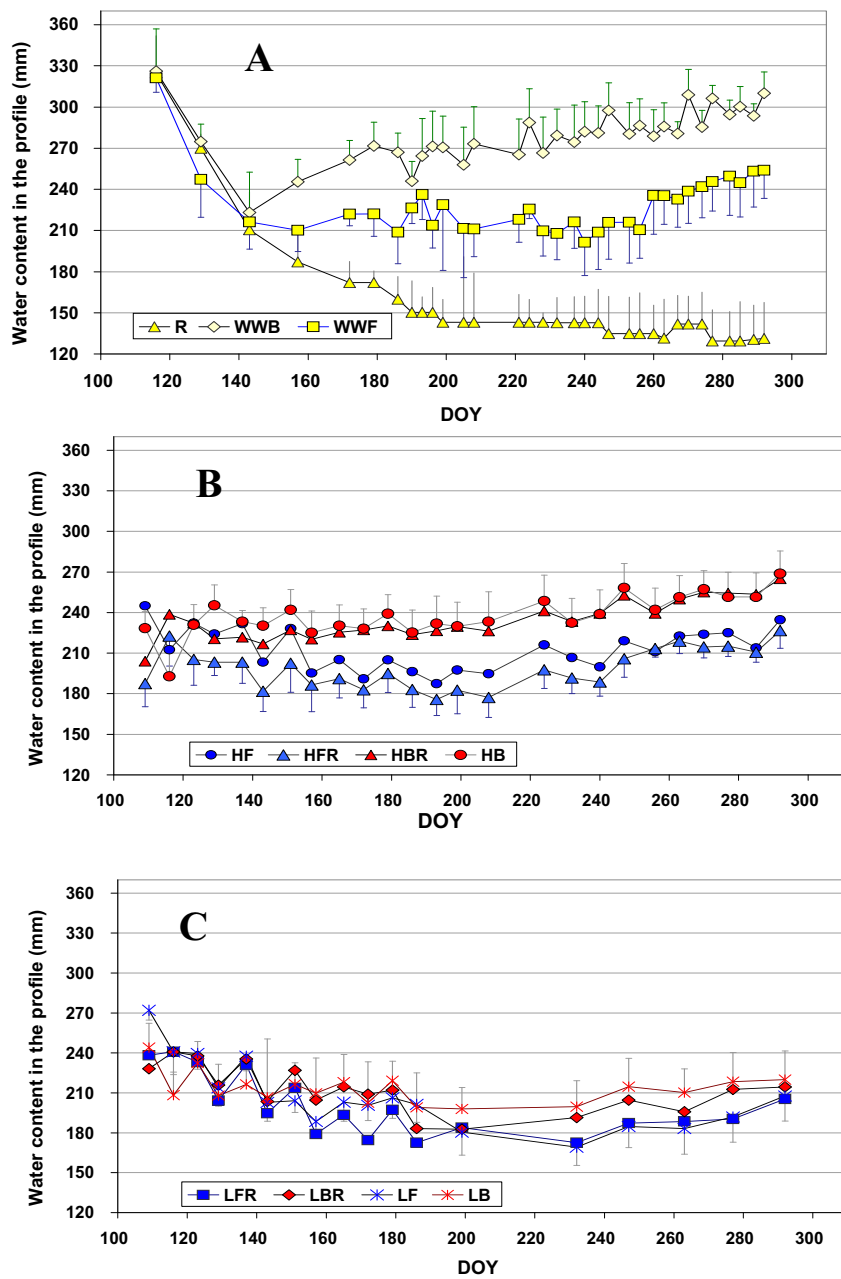 A
Water content in the profile (mm)
360
330
300
270
240
210
180
150
120
R WWB WWF
100 120 140 160 180 200 220 240 260 280 300
DOY
B
Water content in the profile (mm)
360
330
300
270
240
210
180
150
120
HF HFR HBR HB
100 120 140 160 180 200 220 240 260 280 300
DOY
C
Water content in the profile (mm)
360
330
300
270
240
210
180
150
120
LFR LBR LF LB
100 120 140 160 180 200 220 240 260 280 300
DOY